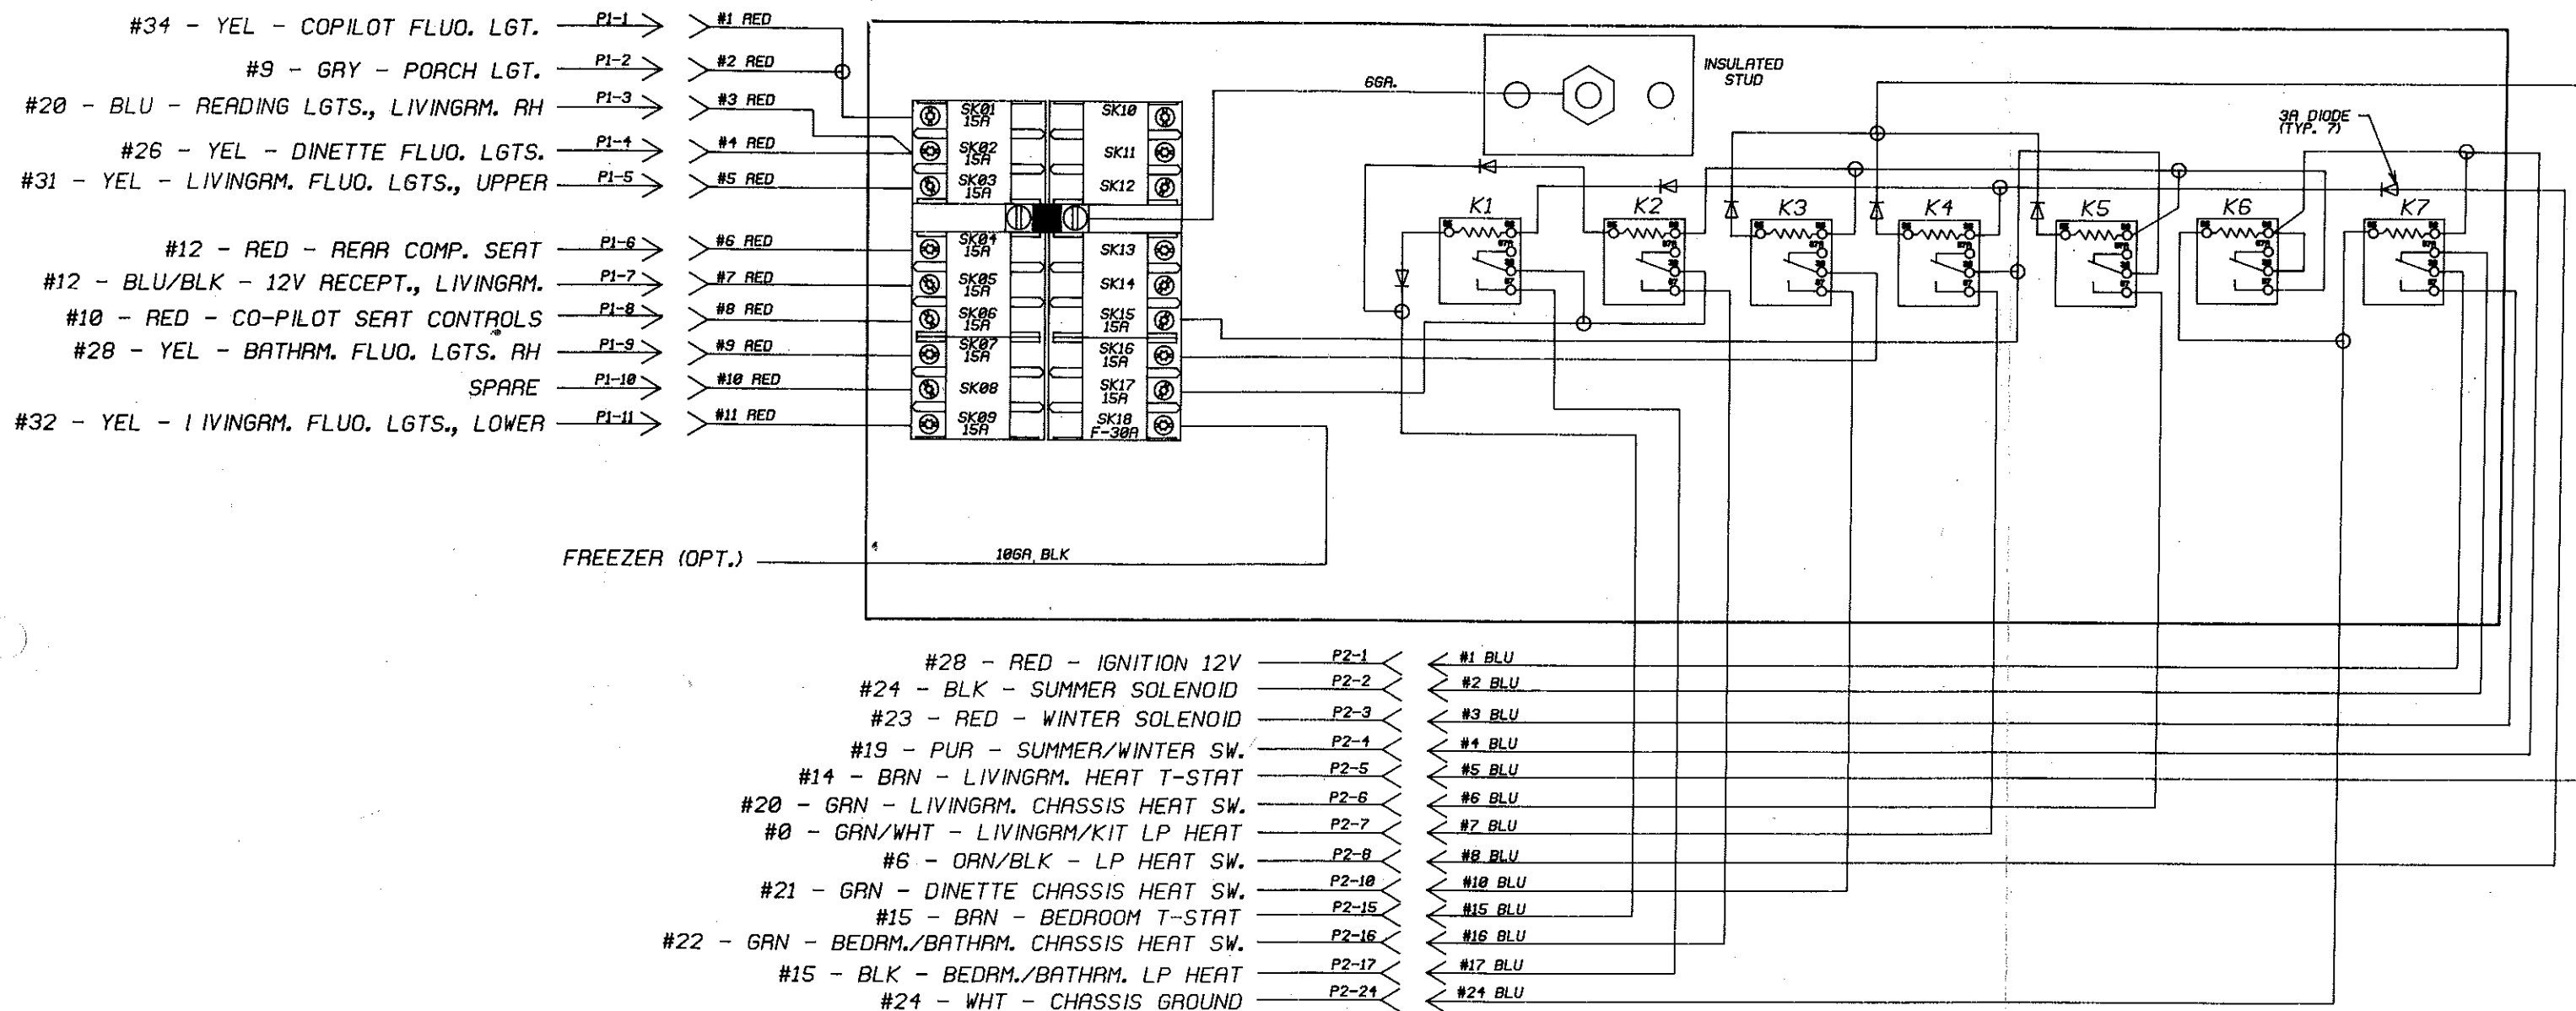 #34 - YEL - COPILOT FLUO. LGT. P1-1 #1 RED
#9 - GRY - PORCH LGT. P1-2 #2 RED
#20 - BLU - READING LGTS., LIVINGRM. RH P1-3 #3 RED
#26 - YEL - DINETTE FLUO. LGTS. P1-4 #4 RED
#31 - YEL - LIVINGRM. FLUO. LGTS., UPPER P1-5 #5 RED
#12 - RED - REAR COMP. SEAT P1-6 #6 RED
#12 - BLU/BLK - 12V RECEPT., LIVINGRM. P1-7 #7 RED
#10 - RED - CO-PILOT SEAT CONTROLS P1-8 #8 RED
#28 - YEL - BATHRM. FLUO. LGTS. RH P1-9 #9 RED
SPARE P1-10 #10 RED
#32 - YEL - LIVINGRM. FLUO. LGTS., LOWER P1-11 #11 RED
SK01
15A
SK02
15A
SK03
15A
SK04
15A
SK05
15A
SK06
15A
SK07
15A
SK08
SK09
15A
SK10
SK11
SK12
SK13
SK14
SK15
15A
SK16
15A
SK17
15A
SK18
F-30A
6GA.
INSULATED
STUD
3A DIODE
(TYP. 7)
K1 K2 K3 K4 K5 K6 K7
FREEZER (OPT.) 10GA. BLK
#28 - RED - IGNITION 12V P2-1 #1 BLU
#24 - BLK - SUMMER SOLENOID P2-2 #2 BLU
#23 - RED - WINTER SOLENOID P2-3 #3 BLU
#19 - PUR - SUMMER/WINTER SW. P2-4 #4 BLU
#14 - BRN - LIVINGRM. HEAT T-STAT P2-5 #5 BLU
#20 - GRN - LIVINGRM. CHASSIS HEAT SW. P2-6 #6 BLU
#0 - GRN/WHT - LIVINGRM/KIT LP HEAT P2-7 #7 BLU
#6 - ORN/BLK - LP HEAT SW. P2-8 #8 BLU
#21 - GRN - DINETTE CHASSIS HEAT SW. P2-10 #10 BLU
#15 - BRN - BEDROOM T-STAT P2-15 #15 BLU
#22 - GRN - BEDRM./BATHRM. CHASSIS HEAT SW. P2-16 #16 BLU
#15 - BLK - BEDRM./BATHRM. LP HEAT P2-17 #17 BLU
#24 - WHT - CHASSIS GROUND P2-24 #24 BLU